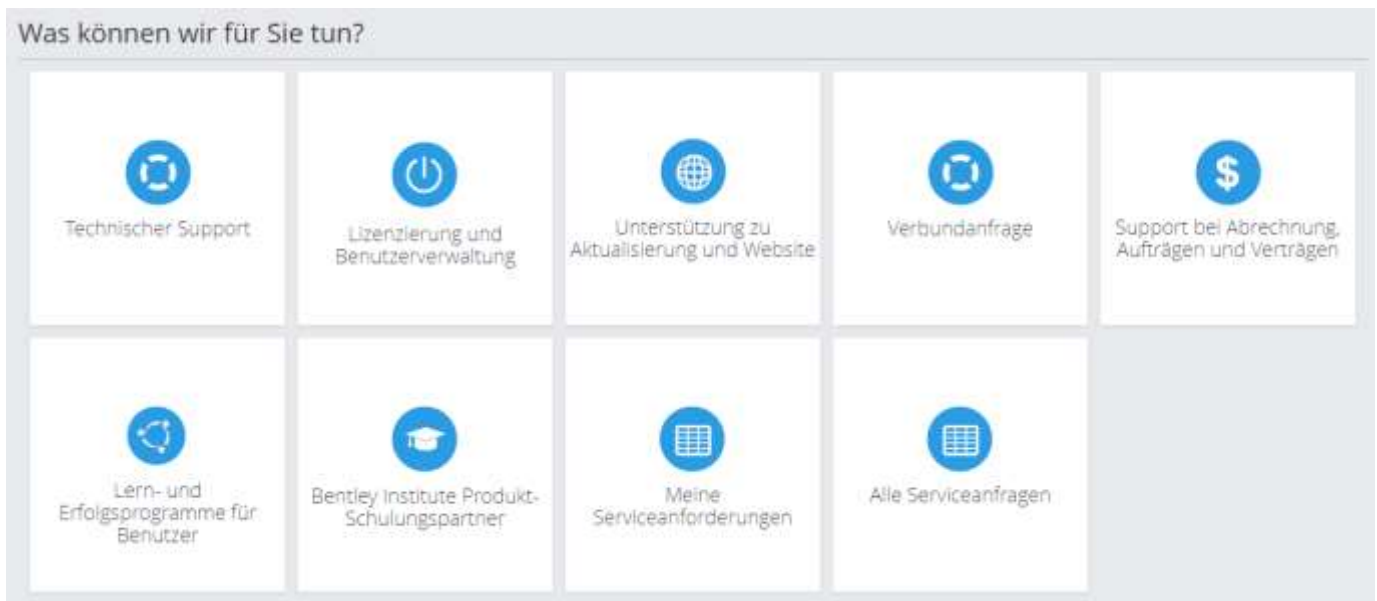 Was können wir für Sie tun?
Technischer Support
Lizenzierung und
Benutzerverwaltung
Unterstützung zu
Aktualisierung und Website
Verbundanfrage
$
Support bei Abrechnung,
Aufträgen und Verträgen
Lern- und
Erfolgsprogramme für
Benutzer
Bentley Institute Produkt-
Schulungspartner
Meine
Serviceanforderungen
Alle Serviceanfragen